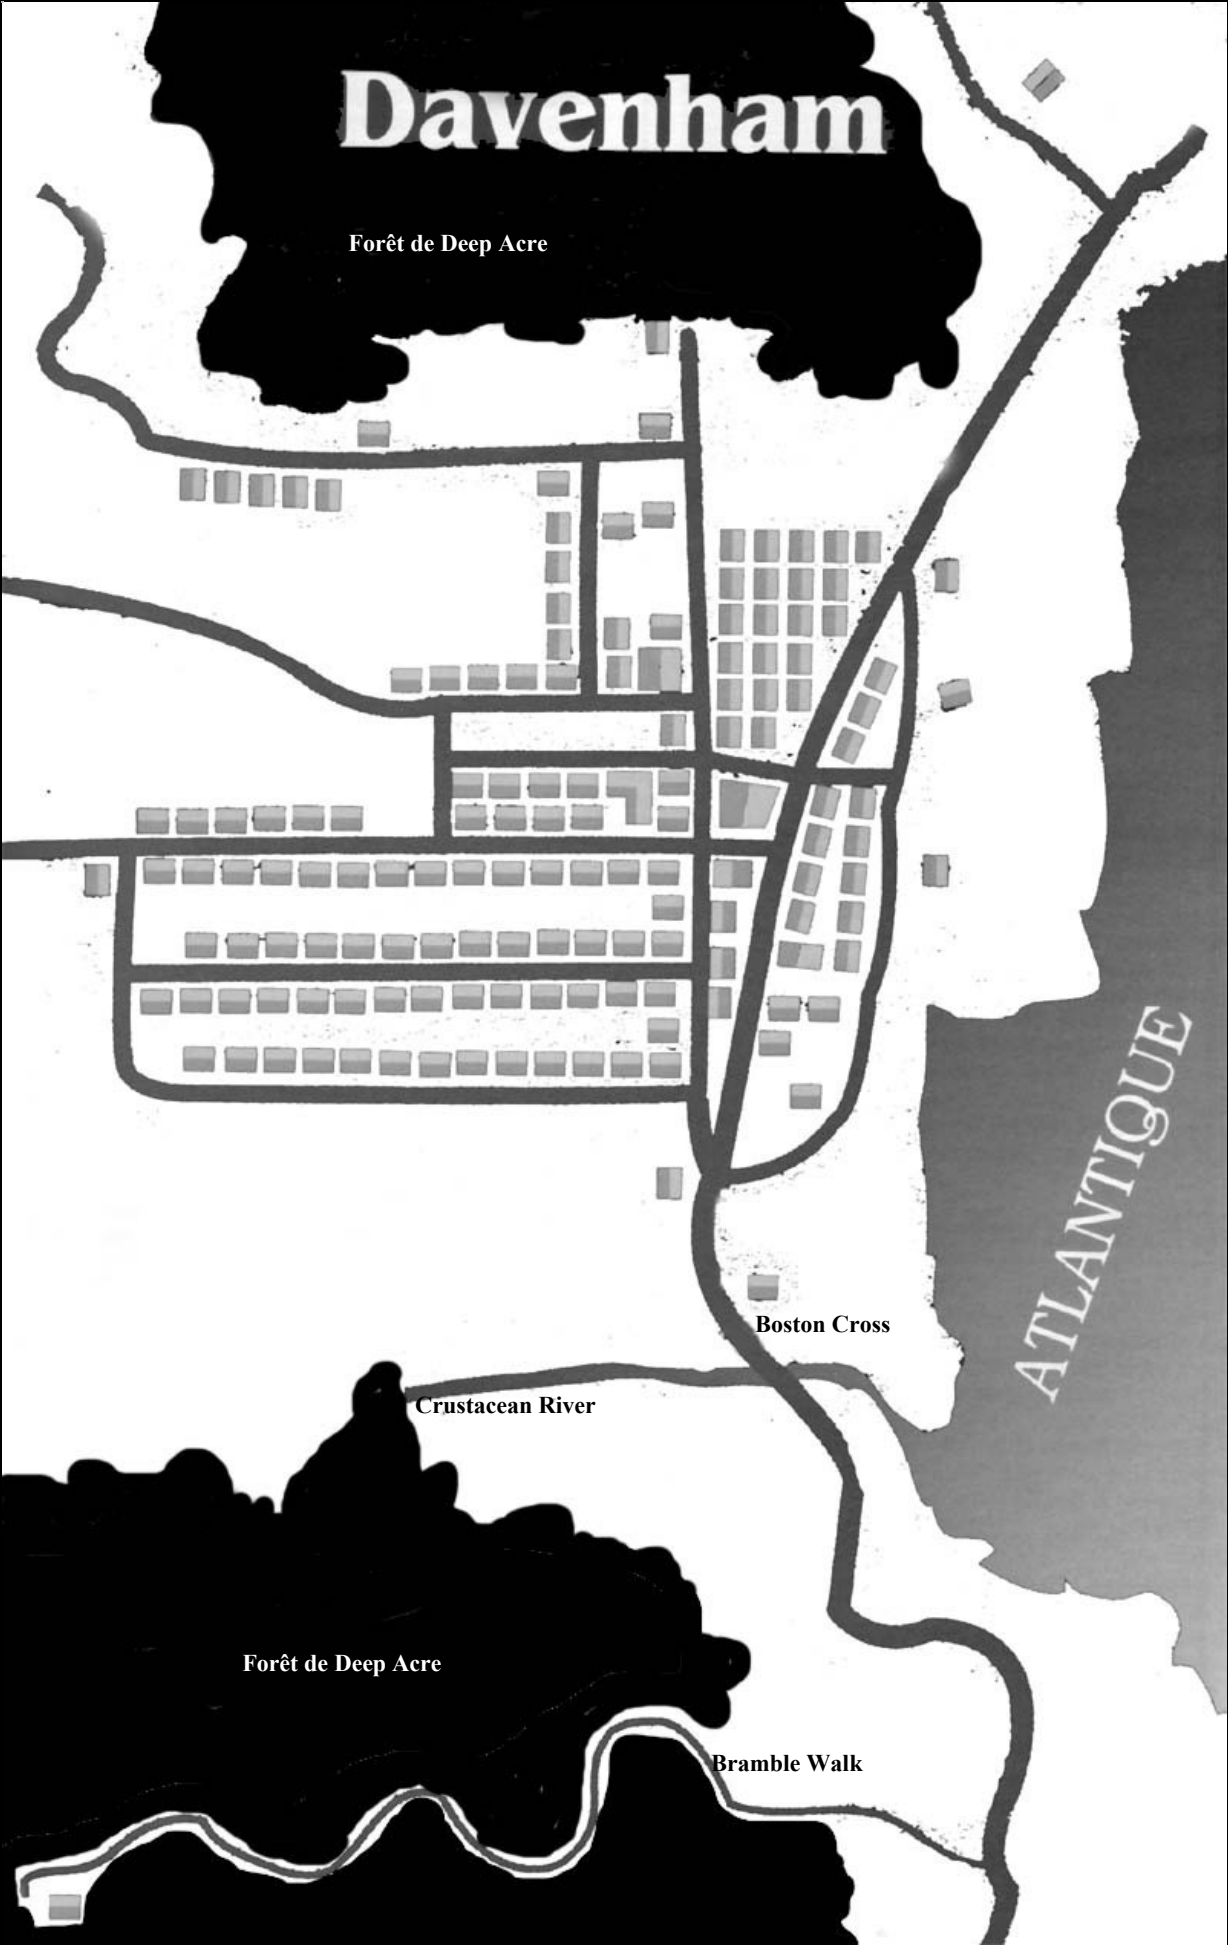 Davenham
Forêt de Deep Acre
ATLANTIQUE
Boston Cross
Crustacean River
Forêt de Deep Acre
Bramble Walk